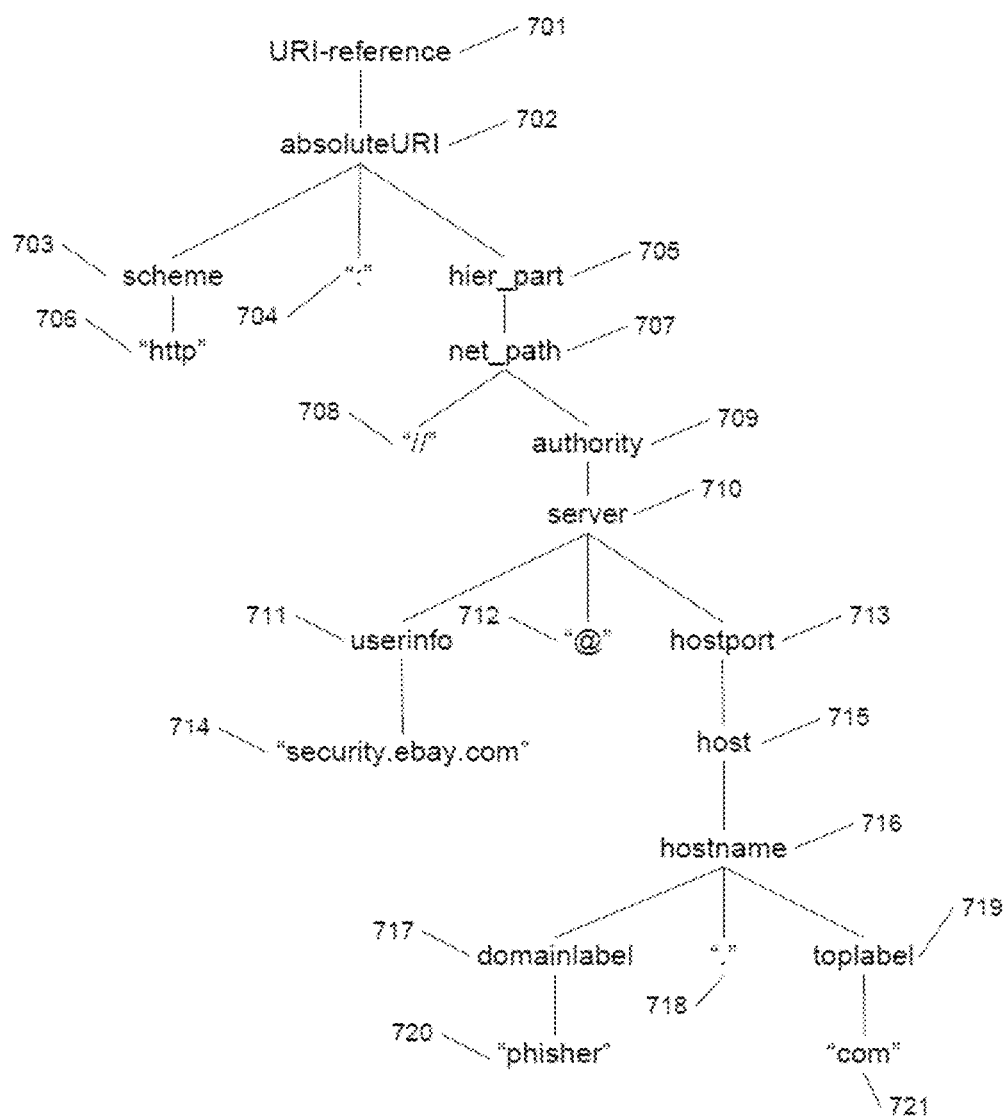 701
URI-reference
702
absoluteURI
703
scheme
704
":"
705
hier_part
706
"http"
707
net_path
708
"//"
709
authority
710
server
711
userinfo
712
"@"
713
hostport
714
"security.ebay.com"
715
host
716
hostname
717
domainlabel
718
"."
719
toplabel
720
"phisher"
"com"
721